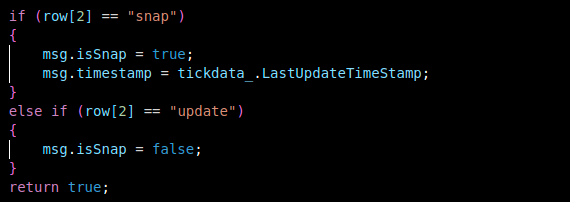 if (row[2] == "snap")
{
    msg.isSnap = true;
    msg.timestamp = tickdata_.LastUpdateTimeStamp;
}
else if (row[2] == "update")
{
    msg.isSnap = false;
}
return true;